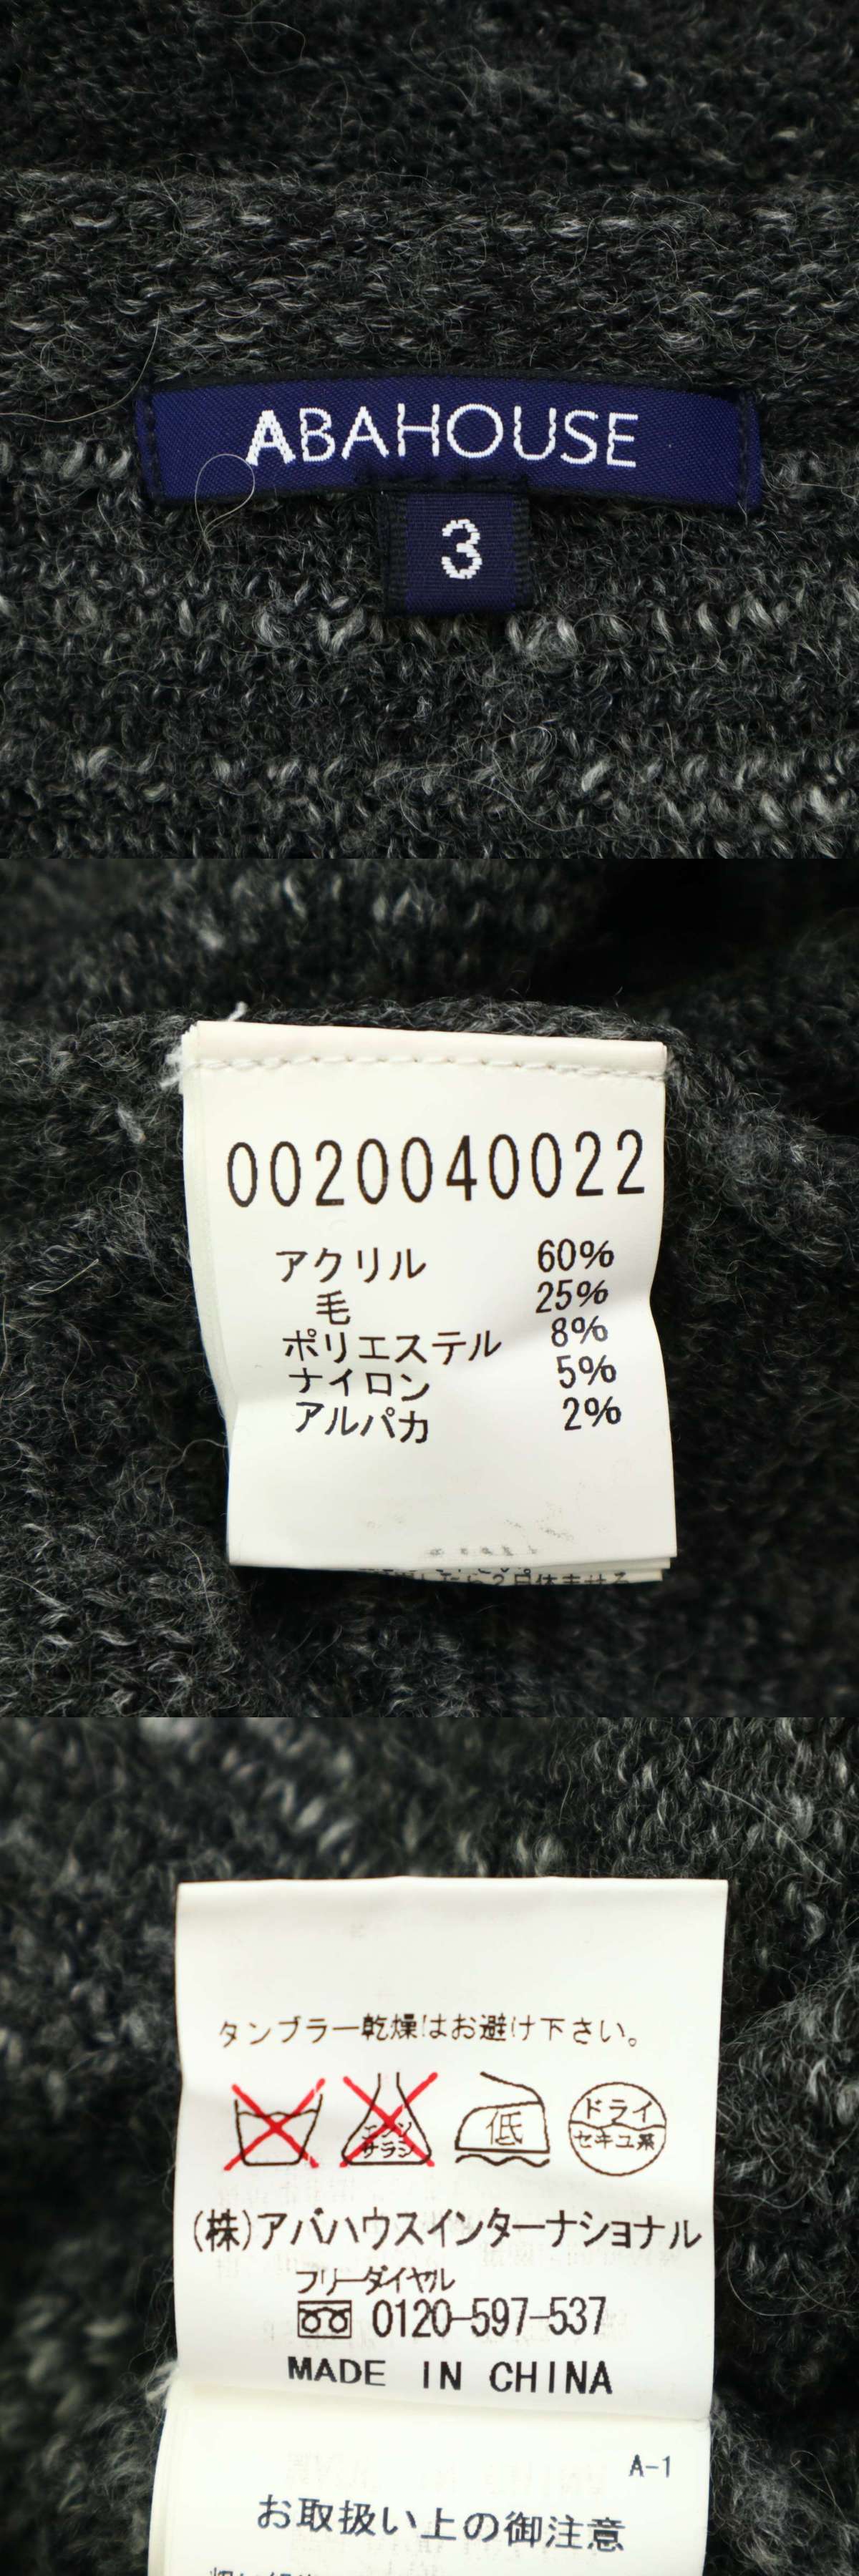 ABAHOUSE
3
0020040022
アクリル 60%
毛 25%
ポリエステル 8%
ナイロン 5%
アルパカ 2%
タンブラー乾燥はお避け下さい。
エンソ
サラシ
低
ドライ
セキユ系
(株)アバハウスインターナショナル
フリーダイヤル
0120-597-537
MADE IN CHINA
A-1
お取扱い上の御注意